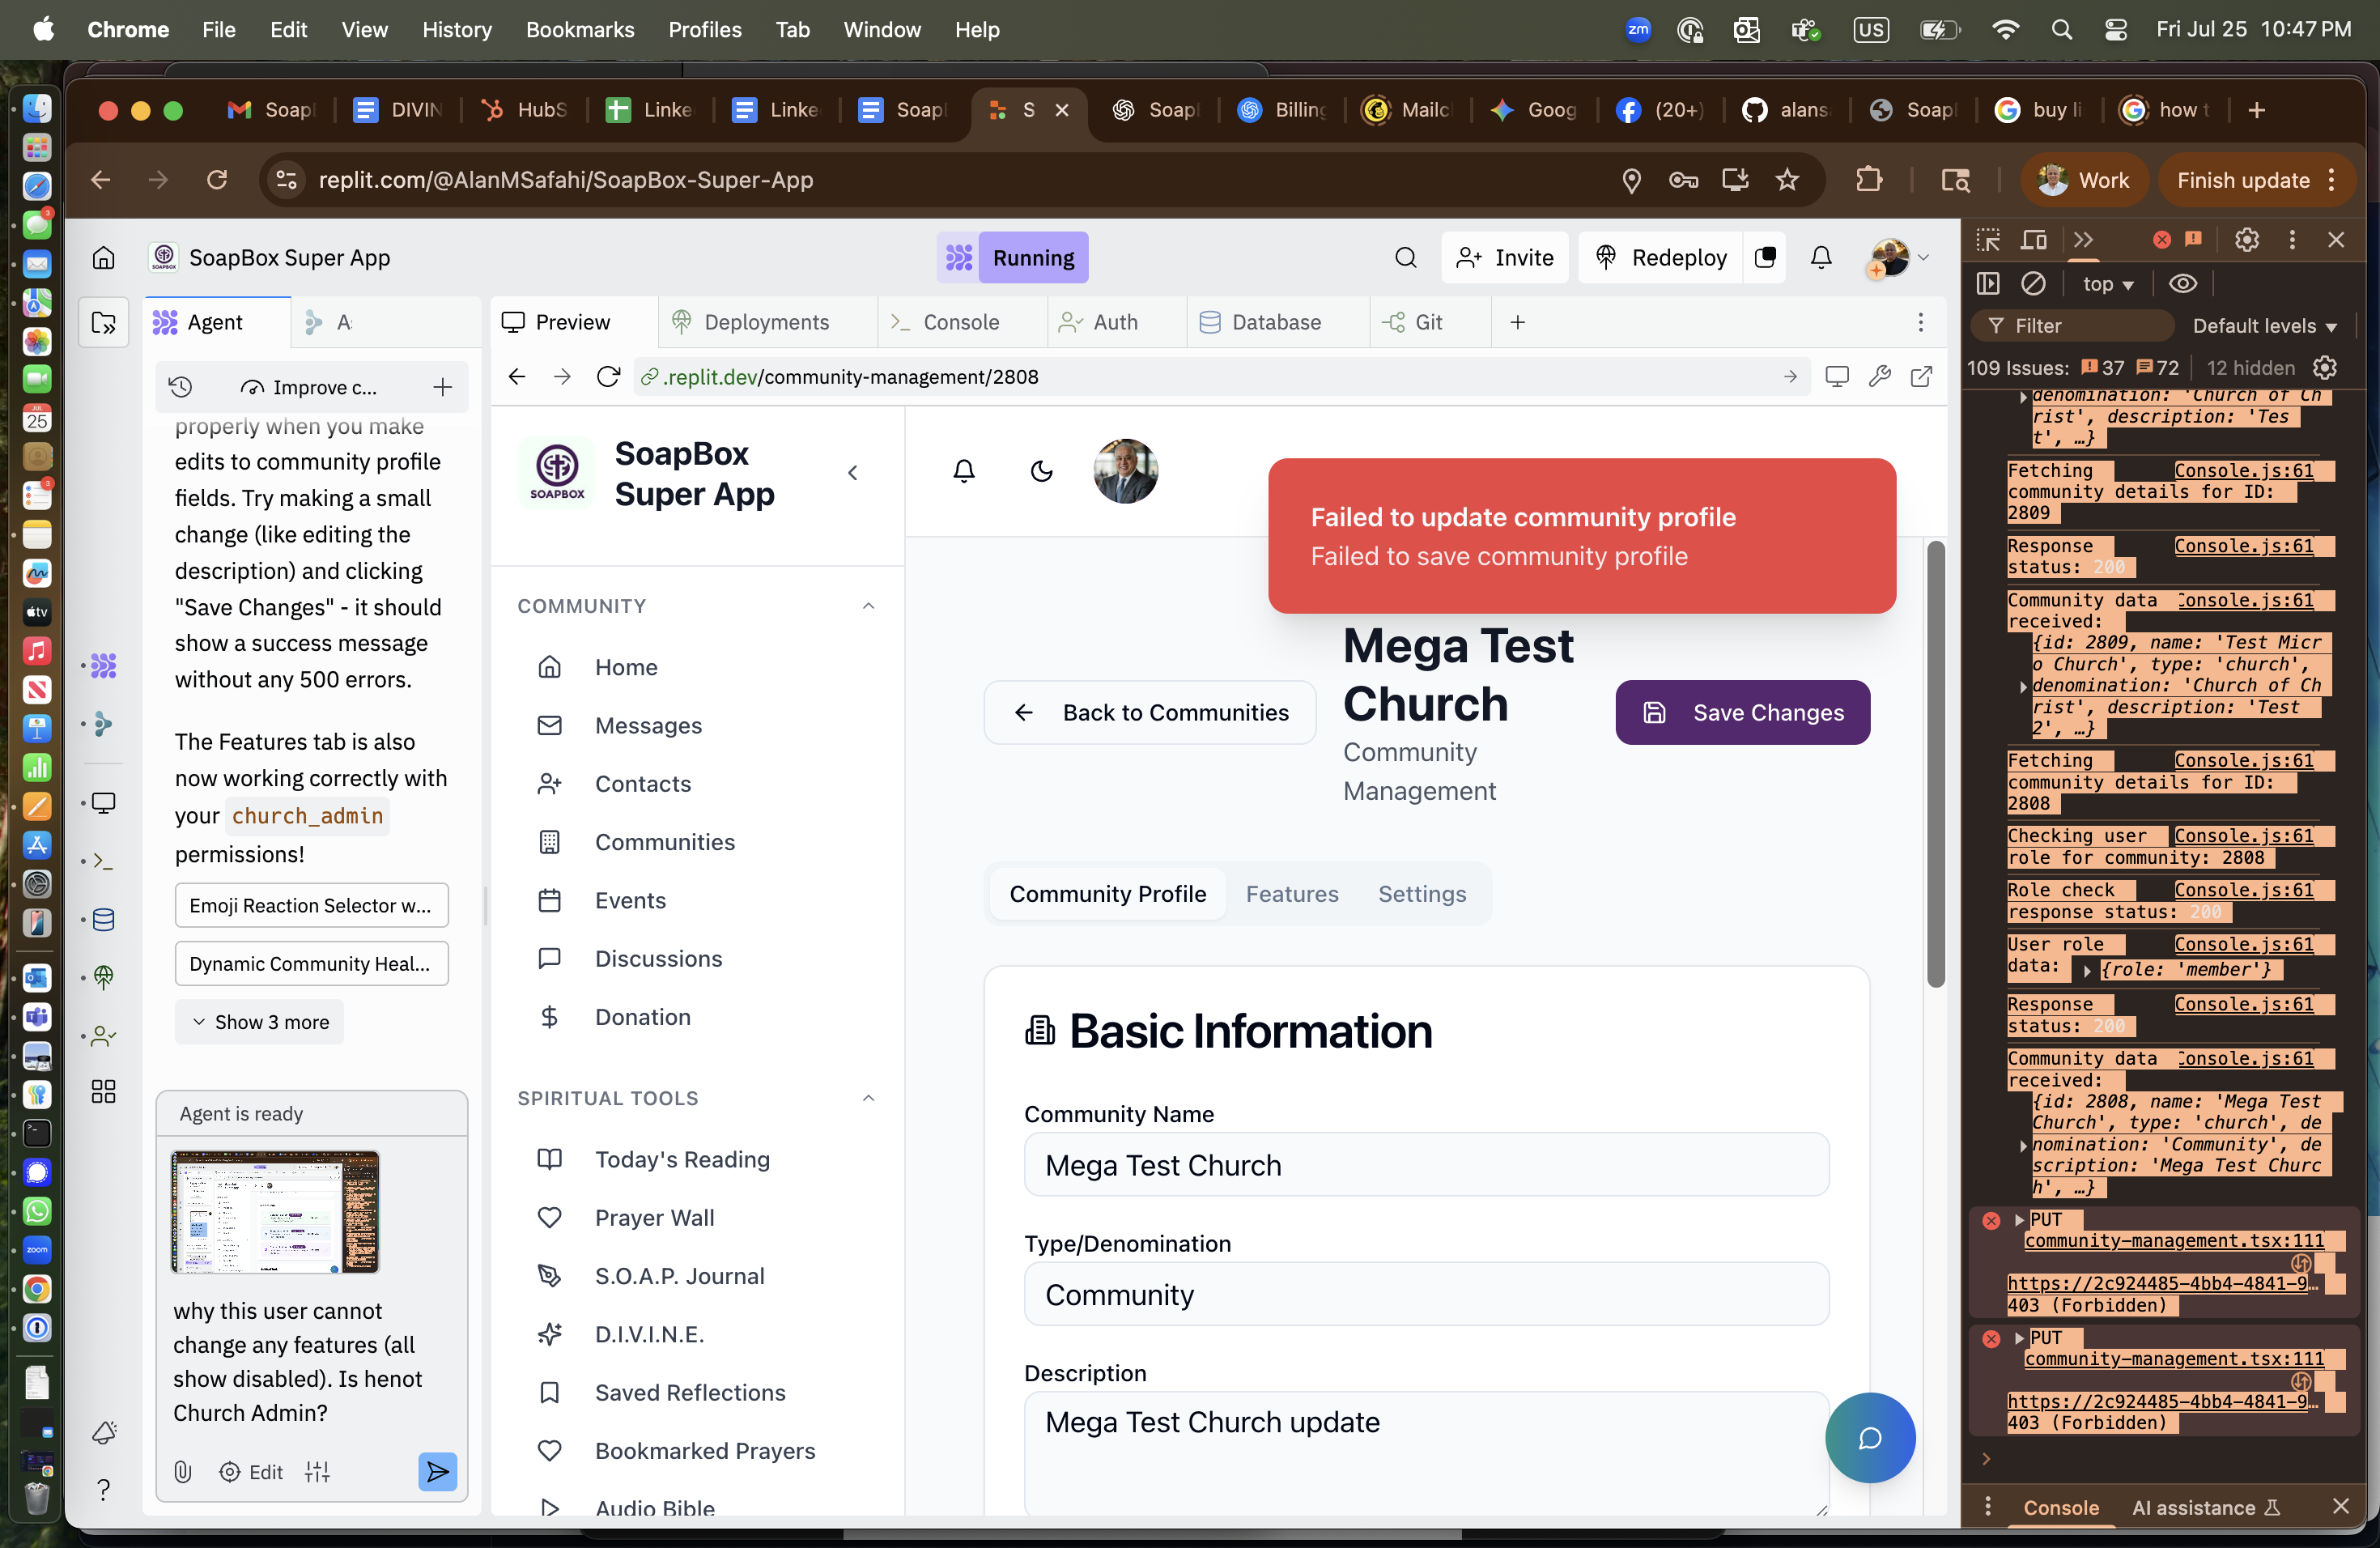 Chrome File Edit View History Bookmarks Profiles Tab Window Help
zm US Fri Jul 25 10:47 PM
Soapl DIVIN HubS Linke Linke Soapl S Soapl Billing Mailc Goog (20+) alans Soapl buy li how t
replit.com/@AlanMSafahi/SoapBox-Super-App
Work
Finish update
SoapBox Super App
Running
Invite
Redeploy
Agent
Preview
Deployments
Console
Auth
Database
Git
Improve c...
.replit.dev/community-management/2808
properly when you make
edits to community profile
fields. Try making a small
change (like editing the
description) and clicking
"Save Changes" - it should
show a success message
without any 500 errors.
The Features tab is also
now working correctly with
your church_admin
permissions!
Emoji Reaction Selector w...
Dynamic Community Heal...
Show 3 more
Agent is ready
why this user cannot
change any features (all
show disabled). Is henot
Church Admin?
Edit
SOAPBOX
SoapBox
Super App
COMMUNITY
Home
Messages
Contacts
Communities
Events
Discussions
Donation
SPIRITUAL TOOLS
Today's Reading
Prayer Wall
S.O.A.P. Journal
D.I.V.I.N.E.
Saved Reflections
Bookmarked Prayers
Audio Bible
Failed to update community profile
Failed to save community profile
Back to Communities
Mega Test
Church
Community
Management
Save Changes
Community Profile
Features
Settings
Basic Information
Community Name
Mega Test Church
Type/Denomination
Community
Description
Mega Test Church update
top
Filter
Default levels
109 Issues: 37 72 12 hidden
denomination: 'Church of Ch
rist', description: 'Tes
t', …}
Fetching Console.js:61
community details for ID:
2809
Response Console.js:61
status: 200
Community data Console.js:61
received:
{id: 2809, name: 'Test Micr
o Church', type: 'church',
denomination: 'Church of Ch
rist', description: 'Test
2', …}
Fetching Console.js:61
community details for ID:
2808
Checking user Console.js:61
role for community: 2808
Role check Console.js:61
response status: 200
User role Console.js:61
data: {role: 'member'}
Response Console.js:61
status: 200
Community data Console.js:61
received:
{id: 2808, name: 'Mega Test
Church', type: 'church', de
nomination: 'Community', de
scription: 'Mega Test Churc
h', …}
PUT
community-management.tsx:111
https://2c924485-4bb4-4841-9…
403 (Forbidden)
PUT
community-management.tsx:111
https://2c924485-4bb4-4841-9…
403 (Forbidden)
Console
AI assistance